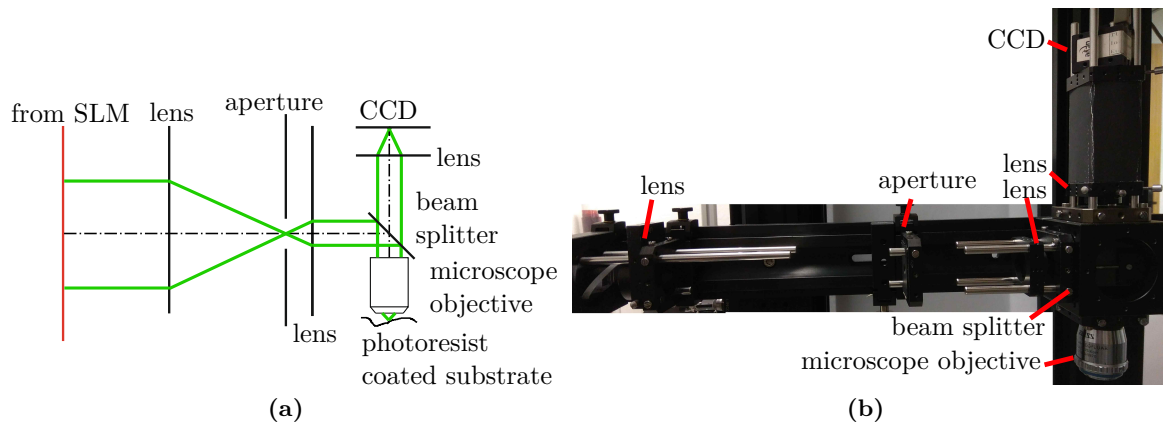 from SLM
lens
aperture
CCD
lens
beam
splitter
microscope
objective
lens
photoresist
coated substrate
(a)
CCD
lens
lens
lens
aperture
beam splitter
microscope objective
(b)